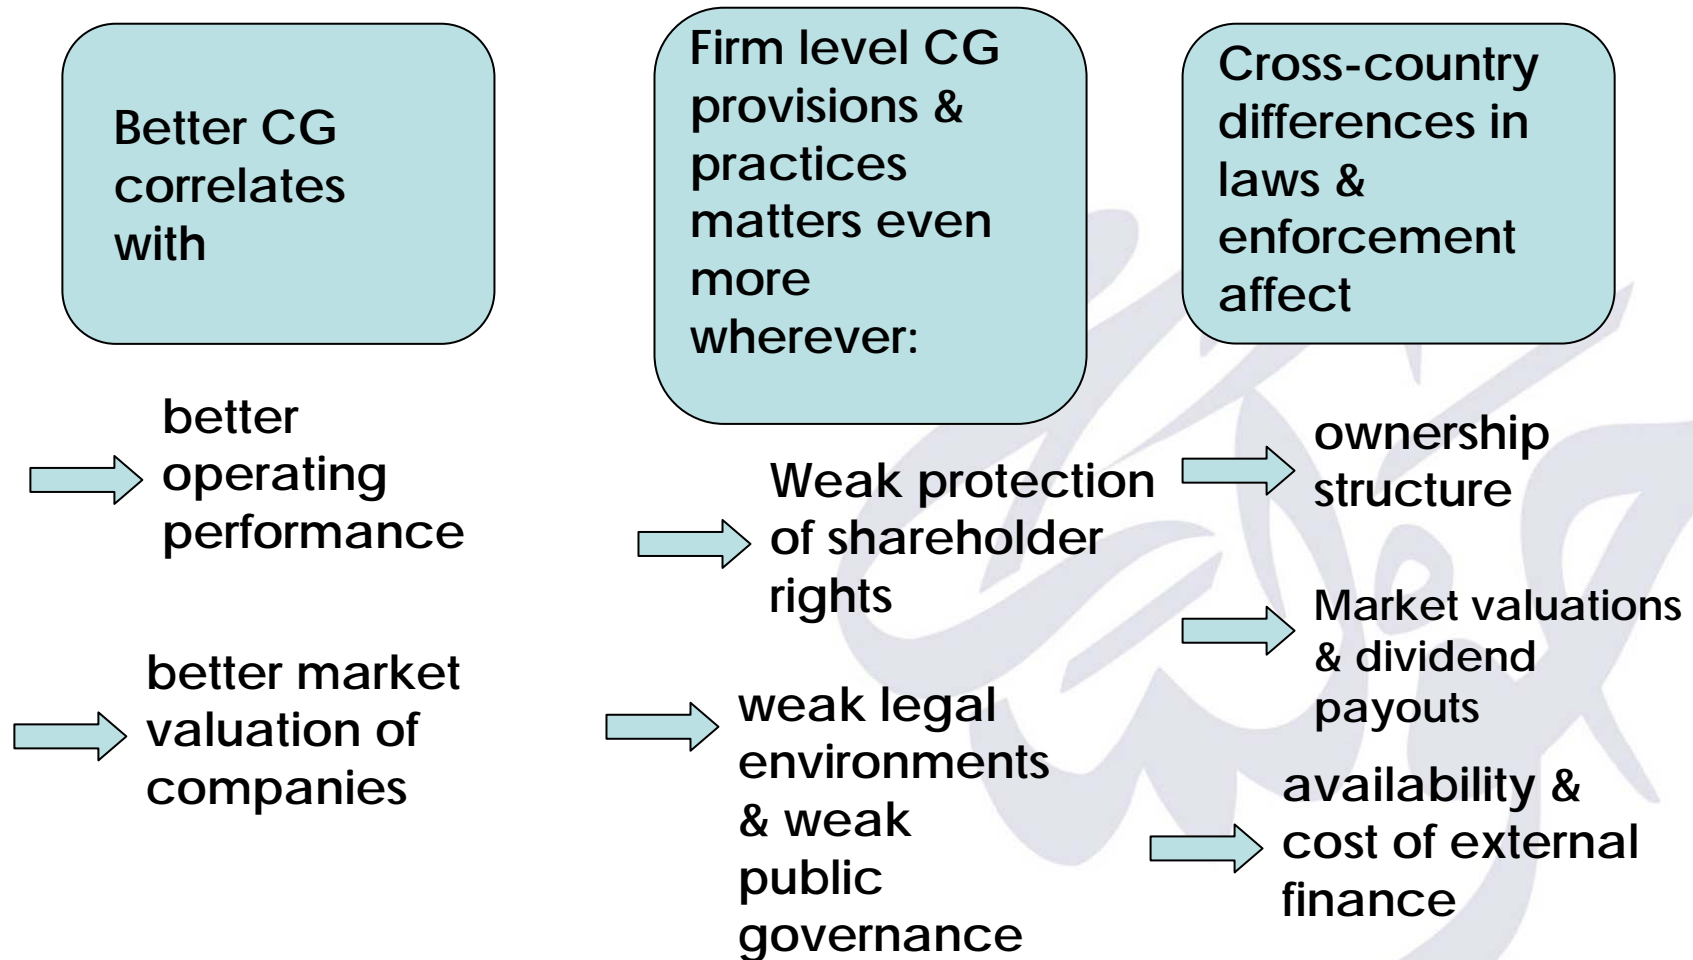 Better CG
correlates
with
better
operating
performance
better market
valuation of
companies
Firm level CG
provisions &
practices
matters even
more
wherever:
Weak protection
of shareholder
rights
weak legal
environments
& weak
public
governance
Cross-country
differences in
laws &
enforcement
affect
ownership
structure
Market valuations
& dividend
payouts
availability &
cost of external
finance